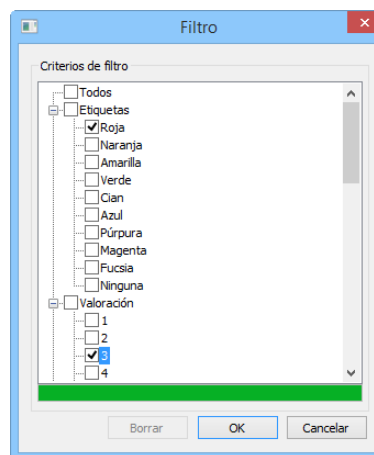 Filtro
Criterios de filtro
Todos
Etiquetas
Roja
Naranja
Amarilla
Verde
Cian
Azul
Púrpura
Magenta
Fucsia
Ninguna
Valoración
1
2
3
4
Borrar OK Cancelar